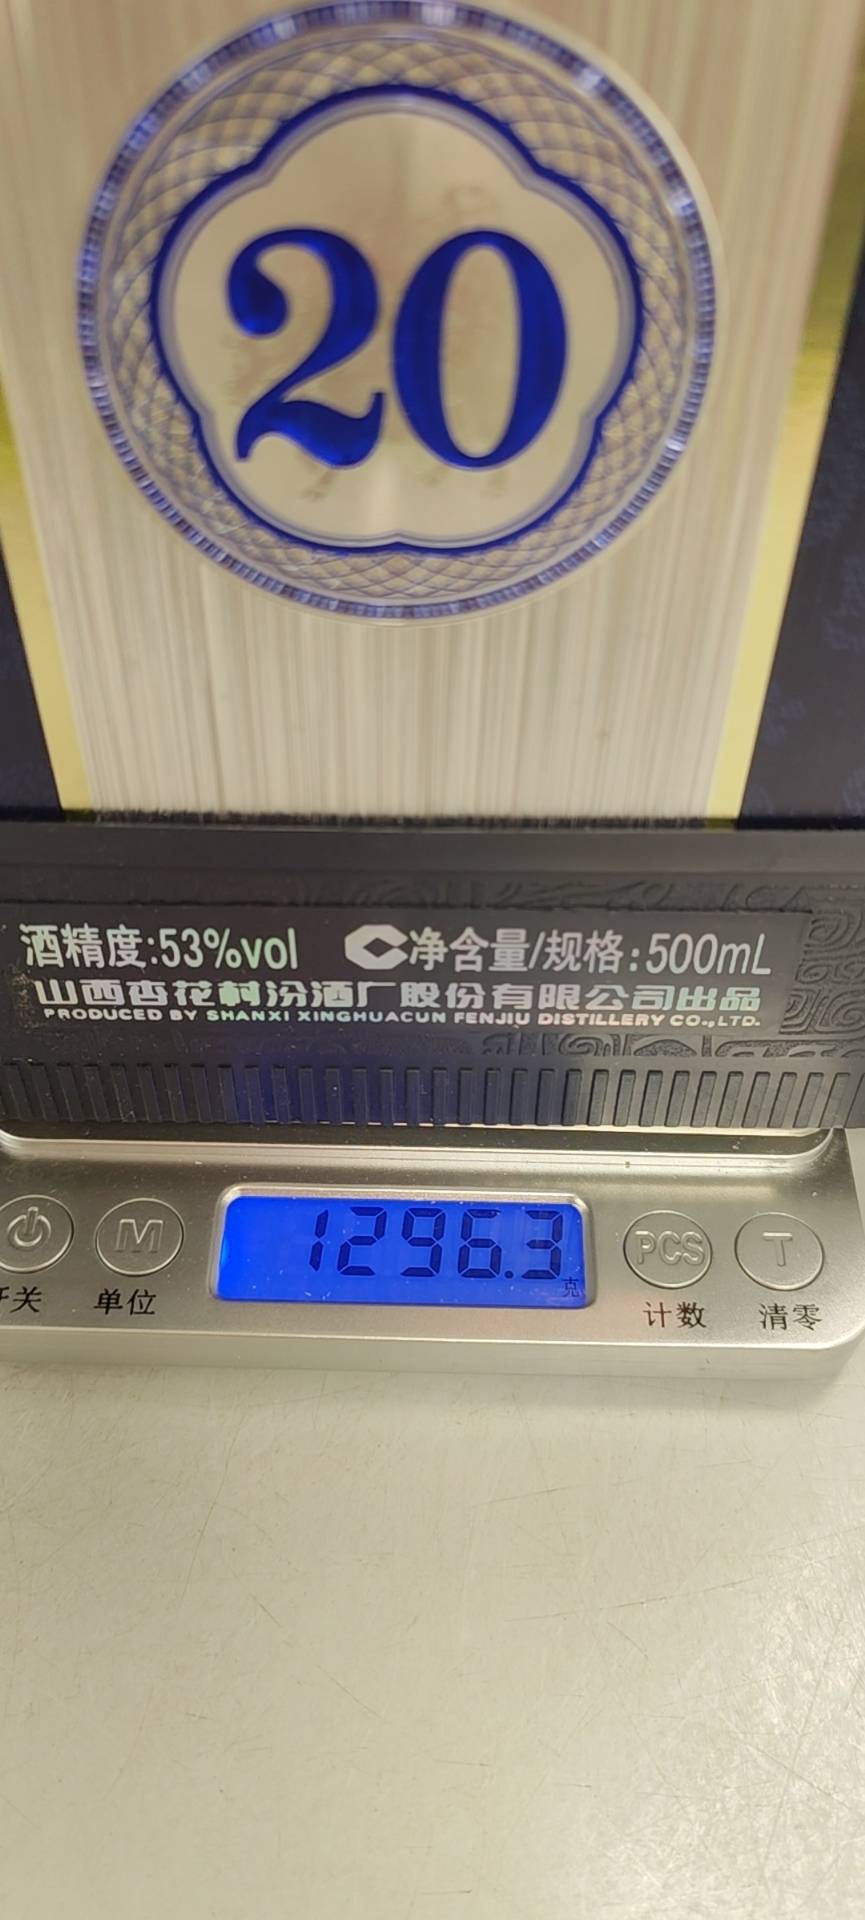 20
酒精度:53%vol 净含量/规格:500mL
山西杏花村汾酒厂股份有限公司出品
PRODUCED BY SHANXI XINGHUACUN FENJIU DISTILLERY CO.,LTD.
M 1296.3 克 PCS T
开关 单位 计数 清零